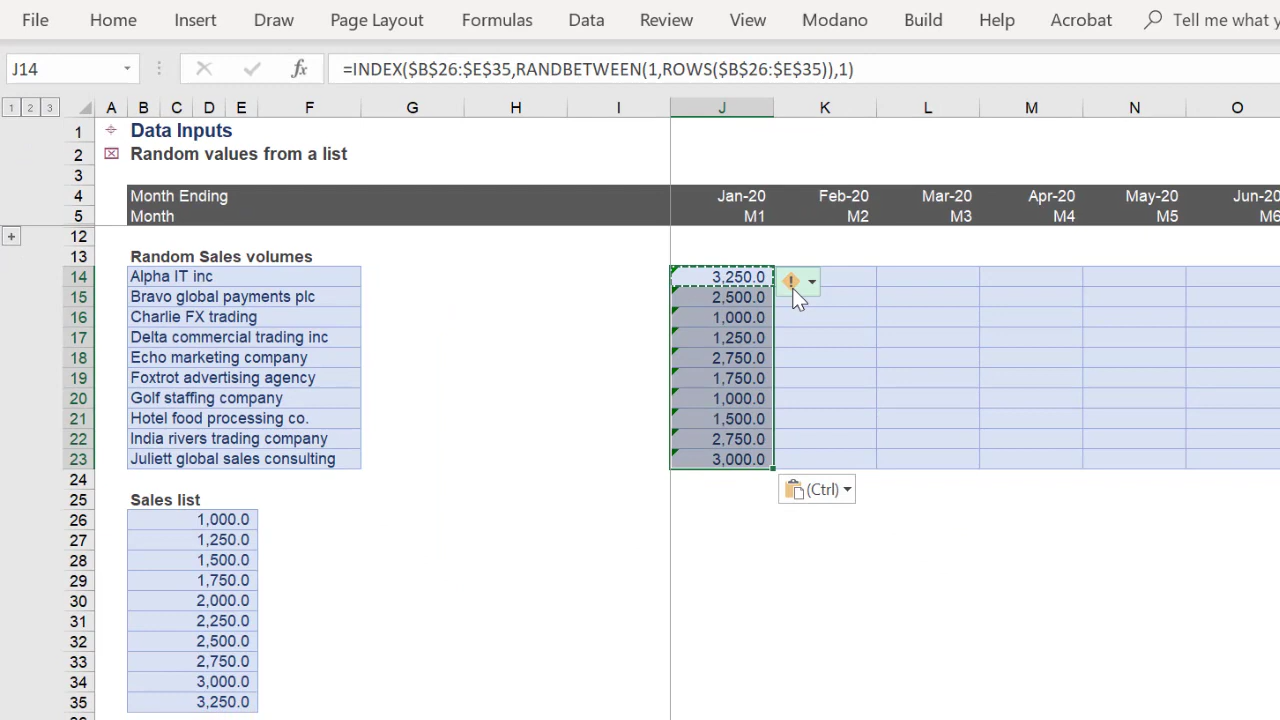 File Home Insert Draw Page Layout Formulas Data Review View Modano Build Help Acrobat Tell me what y
J14 fx =INDEX($B$26:$E$35,RANDBETWEEN(1,ROWS($B$26:$E$35)),1)
1 2 3 A B C D E F G H I J K L M N O
1 Data Inputs
2 Random values from a list
3
4 Month Ending Jan-20 Feb-20 Mar-20 Apr-20 May-20 Jun-20
5 Month M1 M2 M3 M4 M5 M6
+ 12
13 Random Sales volumes
14 Alpha IT inc 3,250.0
15 Bravo global payments plc 2,500.0
16 Charlie FX trading 1,000.0
17 Delta commercial trading inc 1,250.0
18 Echo marketing company 2,750.0
19 Foxtrot advertising agency 1,750.0
20 Golf staffing company 1,000.0
21 Hotel food processing co. 1,500.0
22 India rivers trading company 2,750.0
23 Juliett global sales consulting 3,000.0
24 (Ctrl)
25 Sales list
26 1,000.0
27 1,250.0
28 1,500.0
29 1,750.0
30 2,000.0
31 2,250.0
32 2,500.0
33 2,750.0
34 3,000.0
35 3,250.0